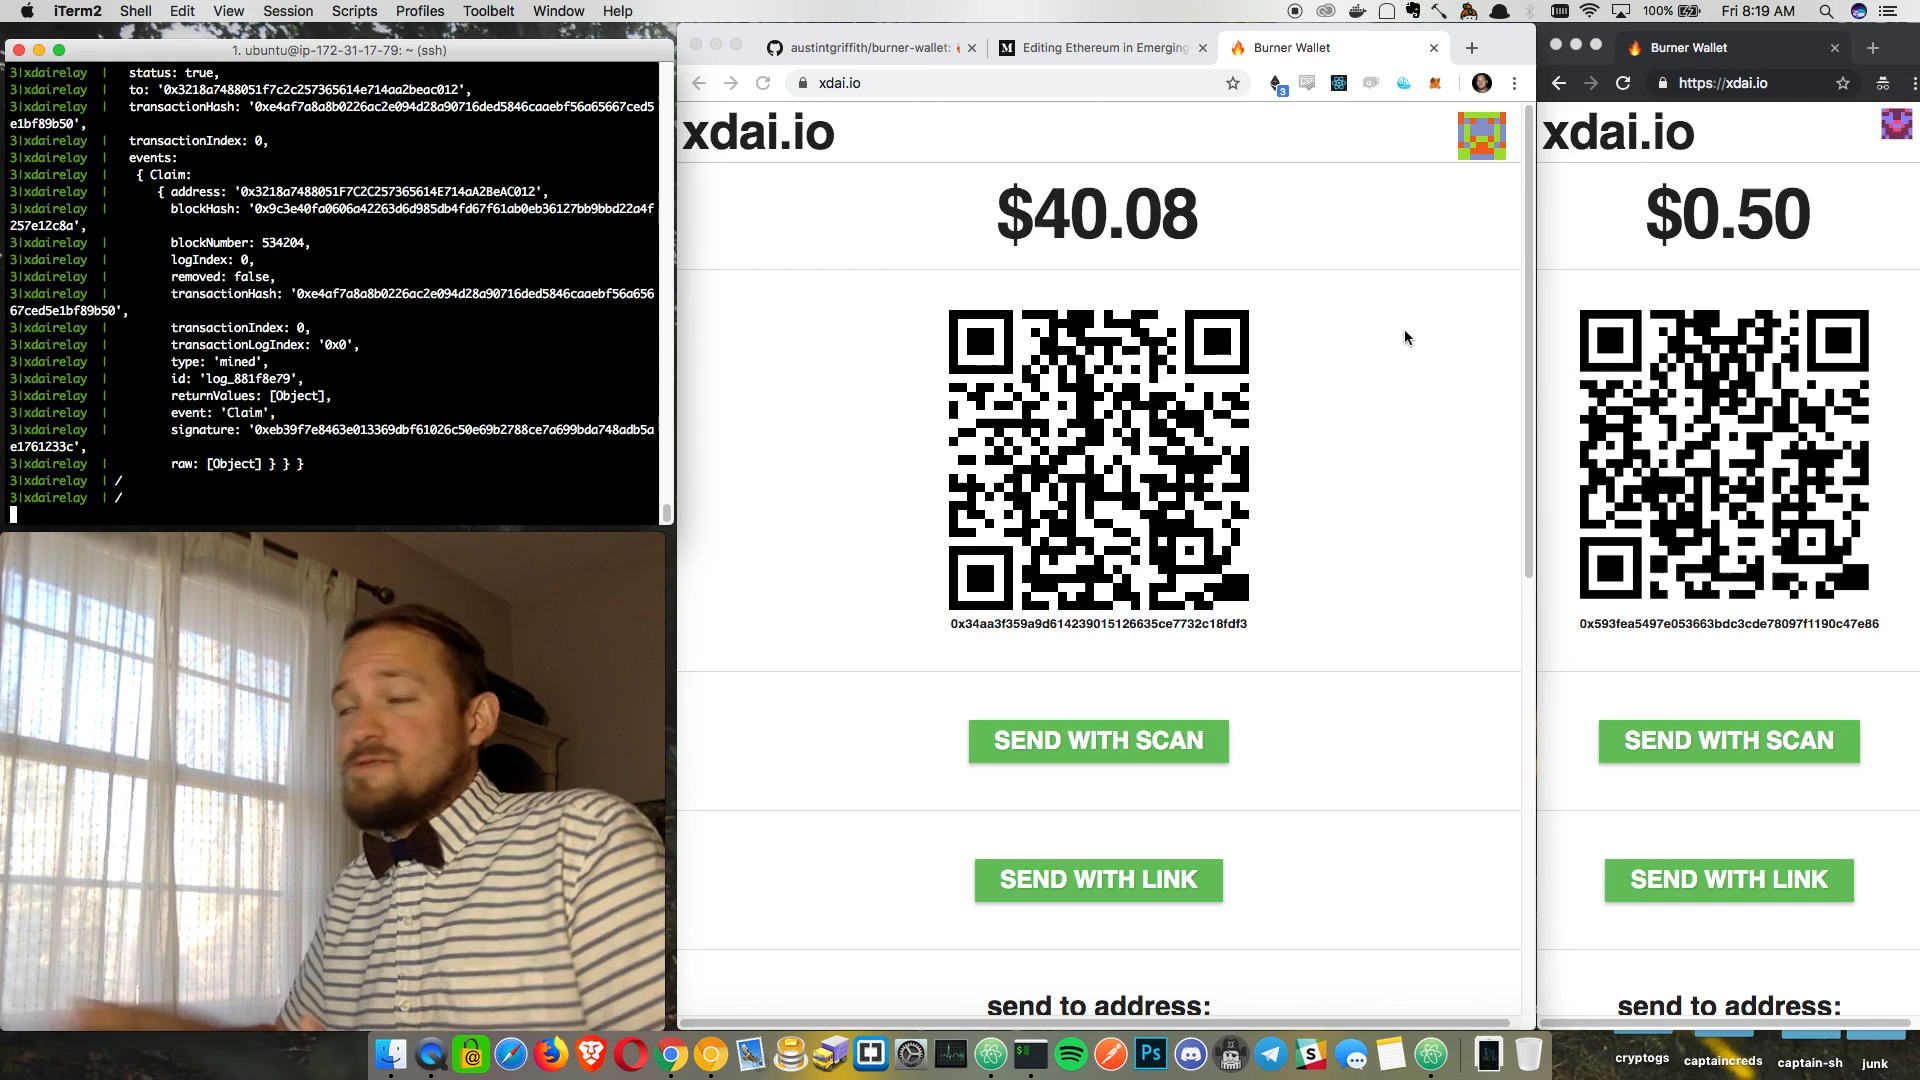 iTerm2 Shell Edit View Session Scripts Profiles Toolbelt Window Help
100% Fri 8:19 AM
1. ubuntu@ip-172-31-17-79: ~ (ssh)
3|xdairelay | status: true,
3|xdairelay | to: '0x3218a7488051f7c2c257365614e714aa2beac012',
3|xdairelay | transactionHash: '0xe4af7a8a8b0226ac2e094d28a90716ded5846caaebf56a65667ced5
e1bf89b50',
3|xdairelay | transactionIndex: 0,
3|xdairelay | events:
3|xdairelay | { Claim:
3|xdairelay | { address: '0x3218a7488051F7C2C257365614E714aA2BeAC012',
3|xdairelay | blockHash: '0x9c3e40fa0606a42263d6d985db4fd67f61ab0eb36127bb9bbd22a4f
257e12c8a',
3|xdairelay | blockNumber: 534204,
3|xdairelay | logIndex: 0,
3|xdairelay | removed: false,
3|xdairelay | transactionHash: '0xe4af7a8a8b0226ac2e094d28a90716ded5846caaebf56a656
67ced5e1bf89b50',
3|xdairelay | transactionIndex: 0,
3|xdairelay | transactionLogIndex: '0x0',
3|xdairelay | type: 'mined',
3|xdairelay | id: 'log_881f8e79',
3|xdairelay | returnValues: [Object],
3|xdairelay | event: 'Claim',
3|xdairelay | signature: '0xeb39f7e8463e013369dbf61026c50e69b2788ce7a699bda748adb5a
e1761233c',
3|xdairelay | raw: [Object] } } }
3|xdairelay | /
3|xdairelay | /
austintgriffith/burner-wallet:
Editing Ethereum in Emerging
Burner Wallet
xdai.io
3
xdai.io
$40.08
0x34aa3f359a9d614239015126635ce7732c18fdf3
SEND WITH SCAN
SEND WITH LINK
send to address:
Burner Wallet
https://xdai.io
xdai.io
$0.50
0x593fea5497e053663bdc3cde78097f1190c47e86
SEND WITH SCAN
SEND WITH LINK
send to address:
Ps
cryptogs captaincreds captain-sh junk